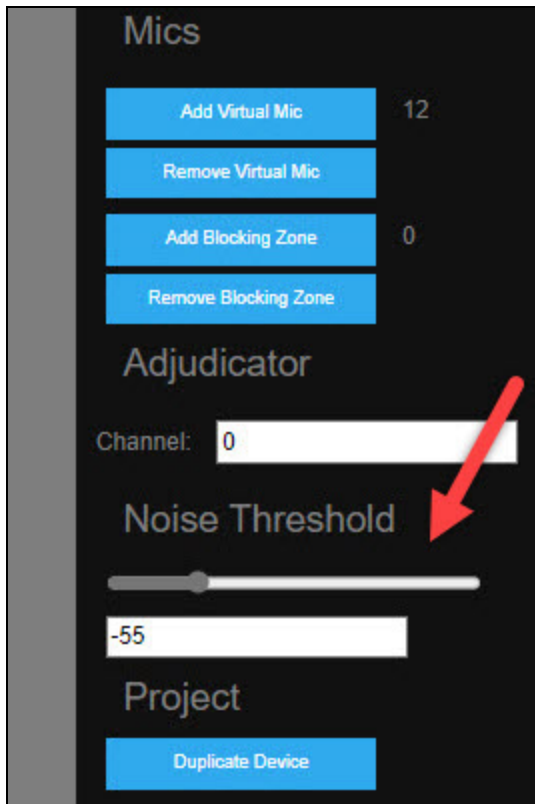 Mics
Add Virtual Mic 12
Remove Virtual Mic
Add Blocking Zone 0
Remove Blocking Zone
Adjudicator
Channel: 0
Noise Threshold
-55
Project
Duplicate Device